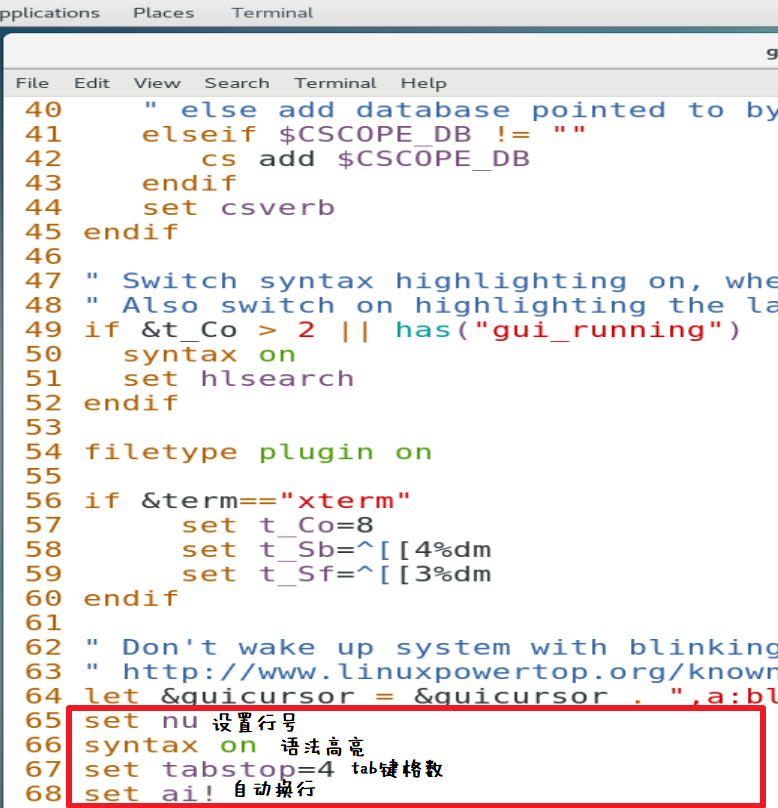 pplications Places Terminal
g
File Edit View Search Terminal Help
40 " else add database pointed to by
41 elseif $CSCOPE_DB != ""
42 cs add $CSCOPE_DB
43 endif
44 set csverb
45 endif
46
47 " Switch syntax highlighting on, whe
48 " Also switch on highlighting the la
49 if &t_Co > 2 || has("gui_running")
50 syntax on
51 set hlsearch
52 endif
53
54 filetype plugin on
55
56 if &term=="xterm"
57 set t_Co=8
58 set t_Sb=^[[4%dm
59 set t_Sf=^[[3%dm
60 endif
61
62 " Don't wake up system with blinking
63 " http://www.linuxpowertop.org/known
64 let &guicursor = &guicursor . ",a:bl
65 set nu 设置行号
66 syntax on 语法高亮
67 set tabstop=4 tab键格数
68 set ai! 自动换行